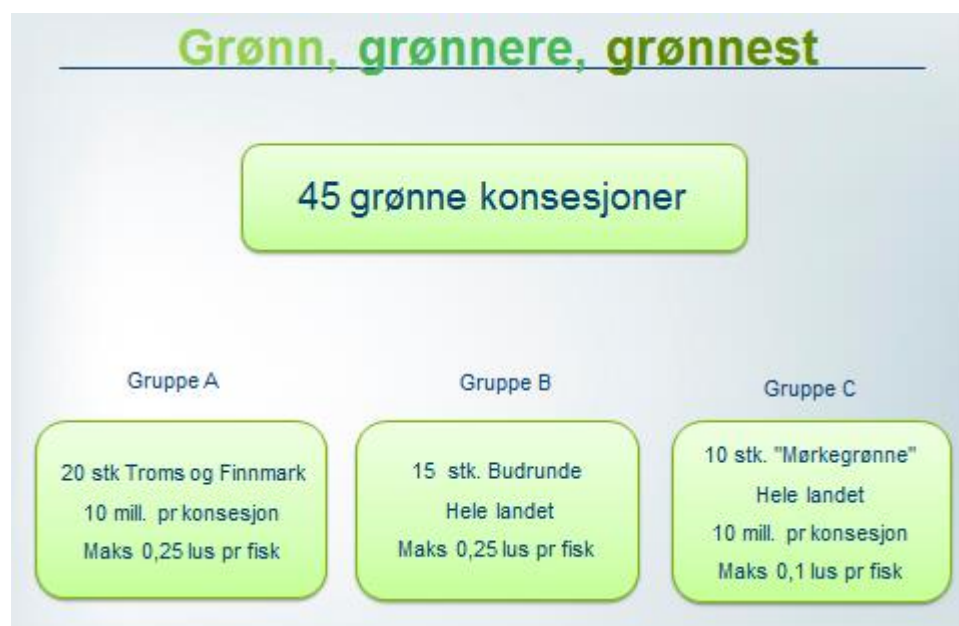 Grønn, grønnere, grønnest
45 grønne konsesjoner
Gruppe A
20 stk Troms og Finnmark
10 mill. pr konsesjon
Maks 0,25 lus pr fisk
Gruppe B
15 stk. Budrunde
Hele landet
Maks 0,25 lus pr fisk
Gruppe C
10 stk. "Mørkegrønne"
Hele landet
10 mill. pr konsesjon
Maks 0,1 lus pr fisk